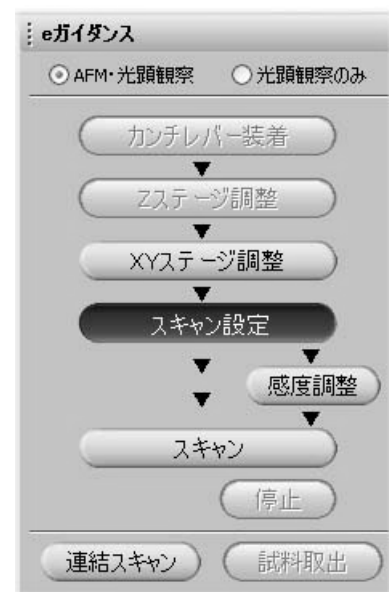 eガイダンス
AFM・光顕観察 光顕観察のみ
カンチレバー装着
Zステージ調整
XYステージ調整
スキャン設定
感度調整
スキャン
停止
連結スキャン 試料取出